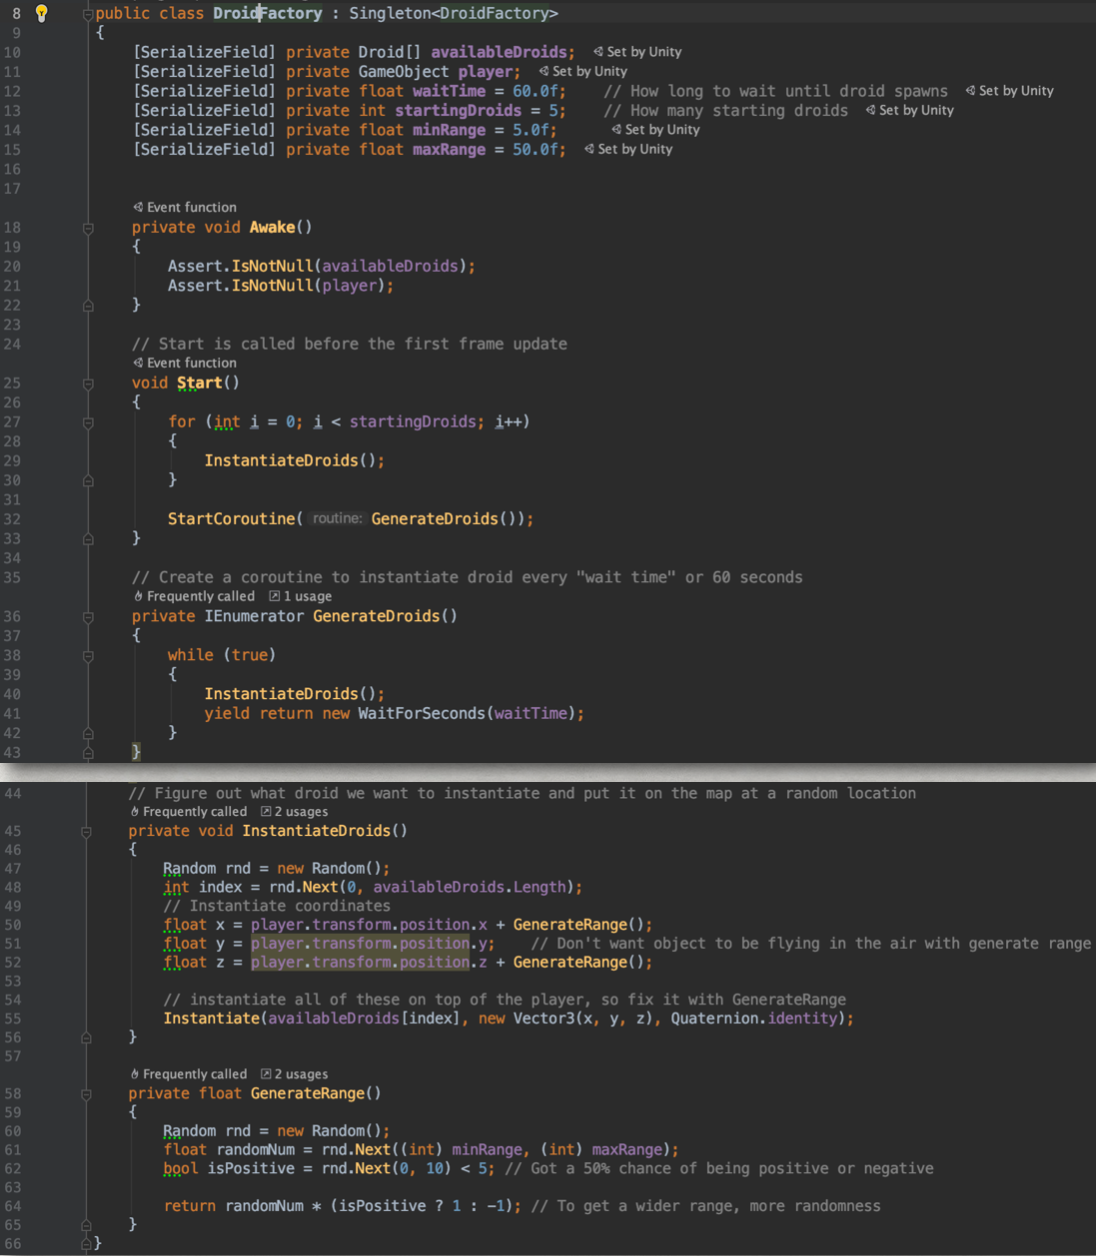 8 public class DroidFactory : Singleton<DroidFactory>
9 {
10 [SerializeField] private Droid[] availableDroids; Set by Unity
11 [SerializeField] private GameObject player; Set by Unity
12 [SerializeField] private float waitTime = 60.0f; // How long to wait until droid spawns Set by Unity
13 [SerializeField] private int startingDroids = 5; // How many starting droids Set by Unity
14 [SerializeField] private float minRange = 5.0f; Set by Unity
15 [SerializeField] private float maxRange = 50.0f; Set by Unity
16
17
Event function
18 private void Awake()
19 {
20 Assert.IsNotNull(availableDroids);
21 Assert.IsNotNull(player);
22 }
23
24 // Start is called before the first frame update
Event function
25 void Start()
26 {
27 for (int i = 0; i < startingDroids; i++)
28 {
29 InstantiateDroids();
30 }
31
32 StartCoroutine( routine: GenerateDroids());
33 }
34
35 // Create a coroutine to instantiate droid every "wait time" or 60 seconds
Frequently called 1 usage
36 private IEnumerator GenerateDroids()
37 {
38 while (true)
39 {
40 InstantiateDroids();
41 yield return new WaitForSeconds(waitTime);
42 }
43 }
44 // Figure out what droid we want to instantiate and put it on the map at a random location
Frequently called 2 usages
45 private void InstantiateDroids()
46 {
47 Random rnd = new Random();
48 int index = rnd.Next(0, availableDroids.Length);
49 // Instantiate coordinates
50 float x = player.transform.position.x + GenerateRange();
51 float y = player.transform.position.y; // Don't want object to be flying in the air with generate range
52 float z = player.transform.position.z + GenerateRange();
53
54 // instantiate all of these on top of the player, so fix it with GenerateRange
55 Instantiate(availableDroids[index], new Vector3(x, y, z), Quaternion.identity);
56 }
57
Frequently called 2 usages
58 private float GenerateRange()
59 {
60 Random rnd = new Random();
61 float randomNum = rnd.Next((int) minRange, (int) maxRange);
62 bool isPositive = rnd.Next(0, 10) < 5; // Got a 50% chance of being positive or negative
63
64 return randomNum * (isPositive ? 1 : -1); // To get a wider range, more randomness
65 }
66 }